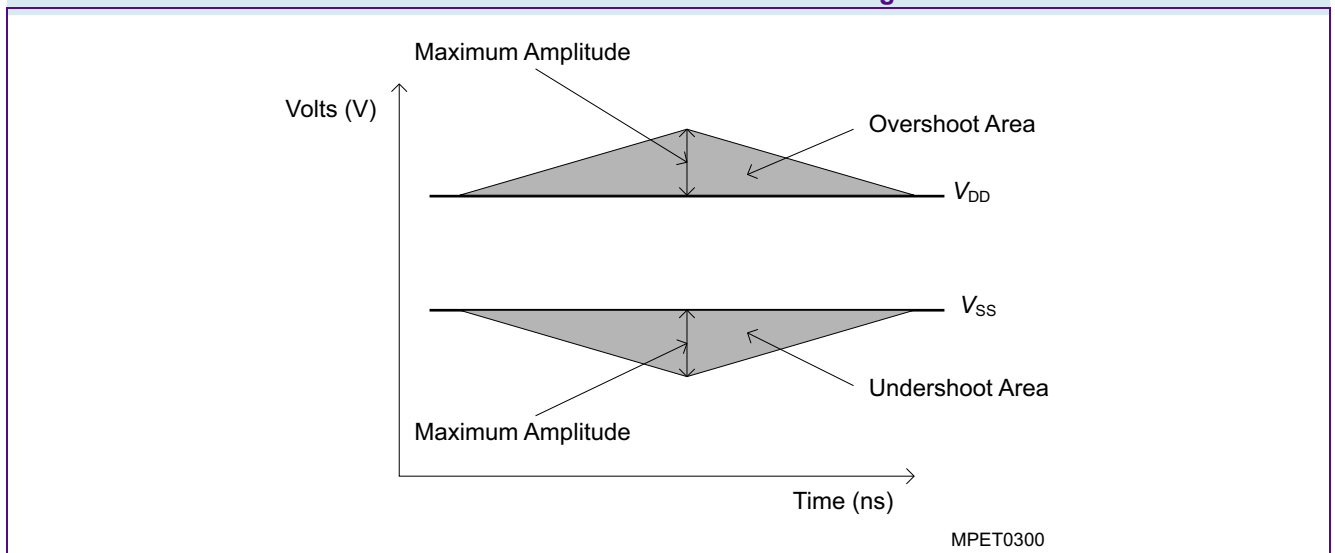 Maximum Amplitude
Volts (V)
Overshoot Area
VDD
VSS
Undershoot Area
Maximum Amplitude
Time (ns)
MPET0300